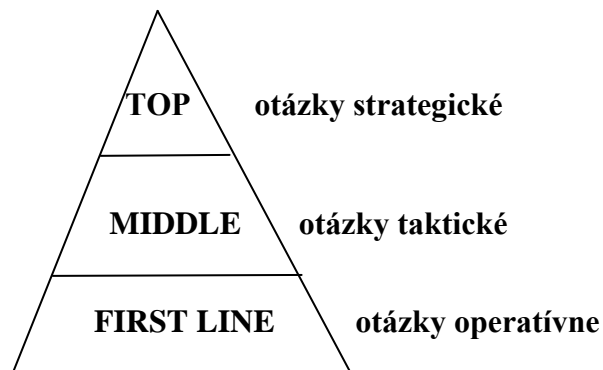 TOP otázky strategické
MIDDLE otázky taktické
FIRST LINE otázky operatívne